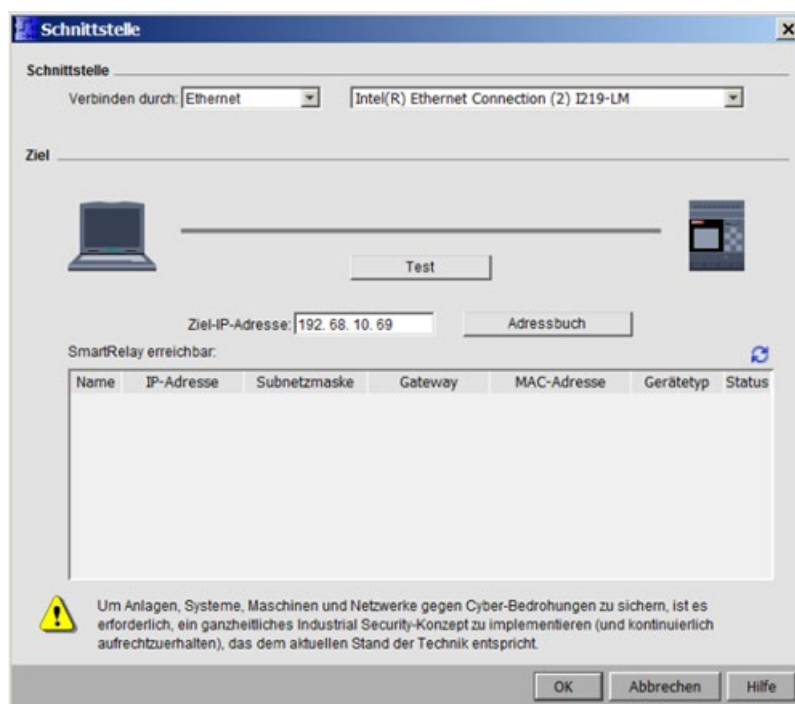 Schnittstelle
Schnittstelle
Verbinden durch: Ethernet Intel(R) Ethernet Connection (2) I219-LM
Ziel
Test
Ziel-IP-Adresse: 192. 68. 10. 69 Adressbuch
SmartRelay erreichbar:
Name IP-Adresse Subnetzmaske Gateway MAC-Adresse Gerätetyp Status
Um Anlagen, Systeme, Maschinen und Netzwerke gegen Cyber-Bedrohungen zu sichern, ist es
erforderlich, ein ganzheitliches Industrial Security-Konzept zu implementieren (und kontinuierlich
aufrechtzuerhalten), das dem aktuellen Stand der Technik entspricht.
OK Abbrechen Hilfe